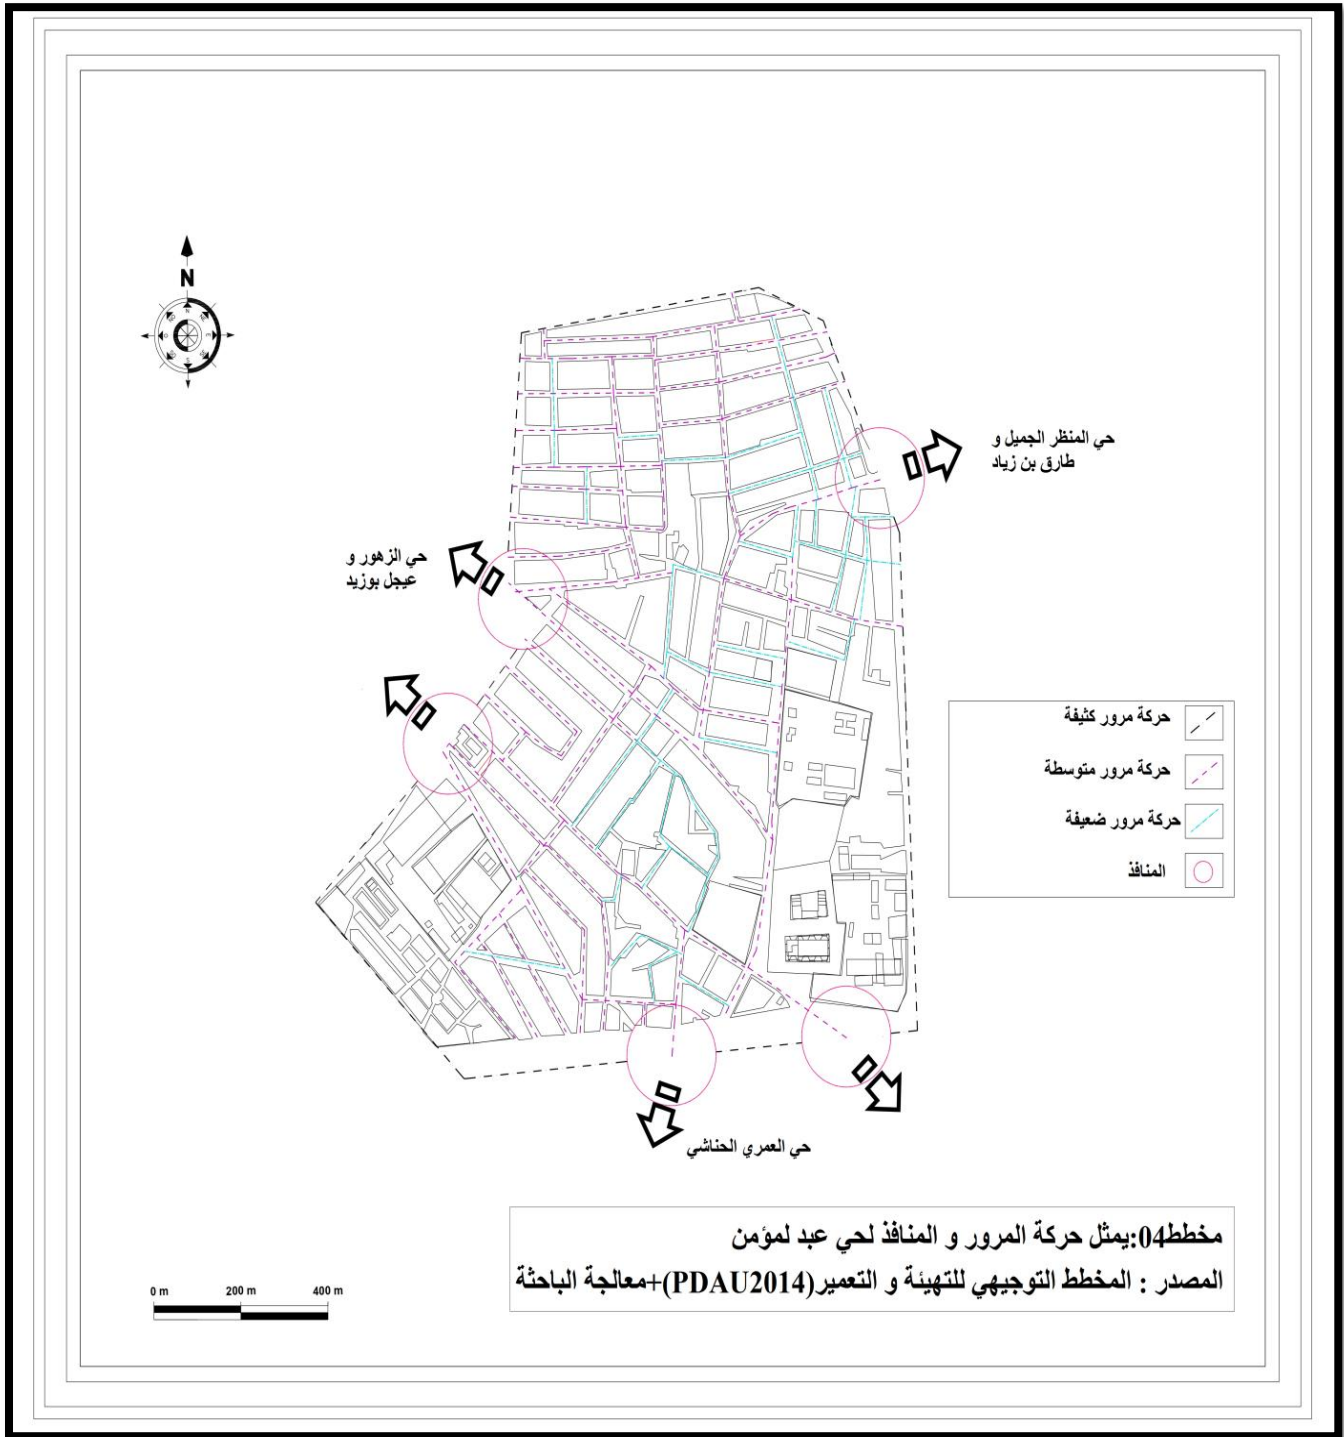 N
حي المنظر الجميل و
طارق بن زياد
حي الزهور و
عيجل بوزيد
حركة مرور كثيفة
حركة مرور متوسطة
حركة مرور ضعيفة
المنافذ
حي العمري الحناشي
مخطط04:يمثل حركة المرور و المنافذ لحي عبد لمؤمن
المصدر : المخطط التوجيهي للتهيئة و التعمير(PDAU2014)+معالجة الباحثة
0 m 200 m 400 m